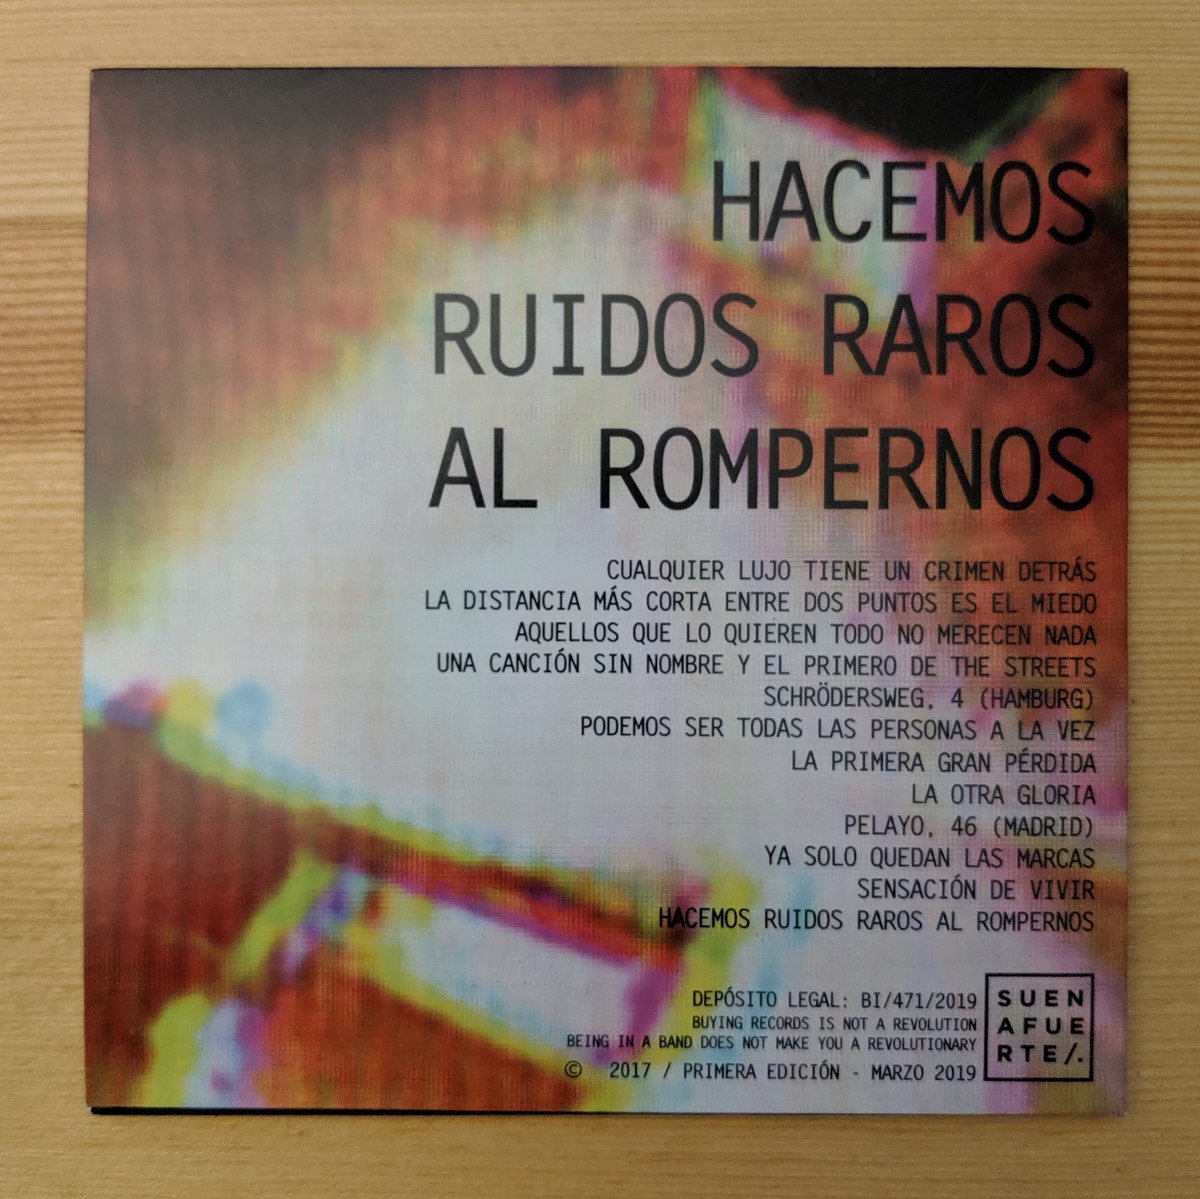 HACEMOS
RUIDOS RAROS
AL ROMPERNOS
CUALQUIER LUJO TIENE UN CRIMEN DETRÁS
LA DISTANCIA MÁS CORTA ENTRE DOS PUNTOS ES EL MIEDO
AQUELLOS QUE LO QUIEREN TODO NO MERECEN NADA
UNA CANCIÓN SIN NOMBRE Y EL PRIMERO DE THE STREETS
SCHRÖDERSWEG, 4 (HAMBURG)
PODEMOS SER TODAS LAS PERSONAS A LA VEZ
LA PRIMERA GRAN PÉRDIDA
LA OTRA GLORIA
PELAYO, 46 (MADRID)
YA SOLO QUEDAN LAS MARCAS
SENSACIÓN DE VIVIR
HACEMOS RUIDOS RAROS AL ROMPERNOS
DEPÓSITO LEGAL: BI/471/2019
BUYING RECORDS IS NOT A REVOLUTION
BEING IN A BAND DOES NOT MAKE YOU A REVOLUTIONARY
© 2017 / PRIMERA EDICIÓN - MARZO 2019
SUEN
AFUE
RTE/.